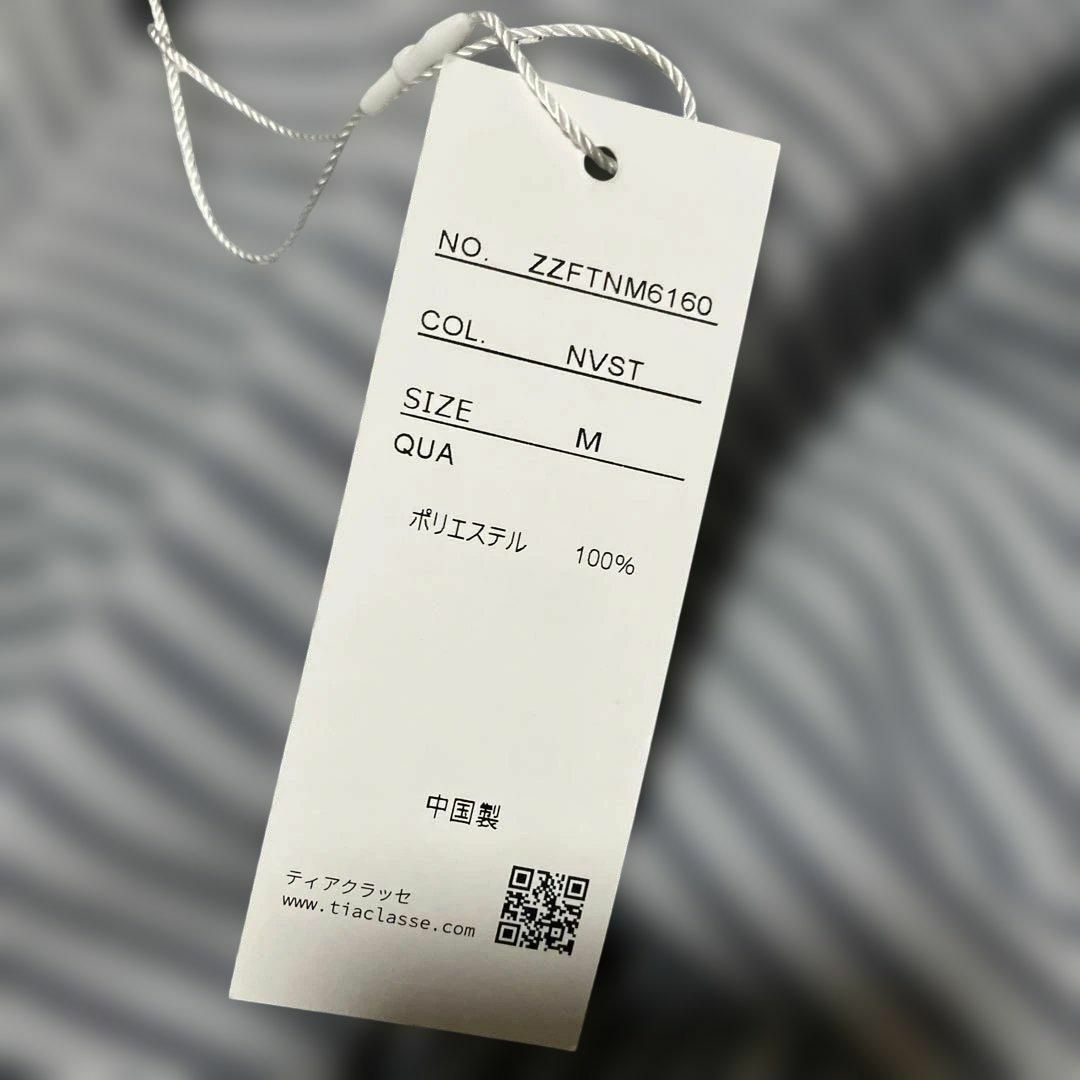 NO. ZZFTNM6160
COL. NVST
SIZE M
QUA
ポリエステル 100%
中国製
ティアクラッセ
www.tiaclasse.com